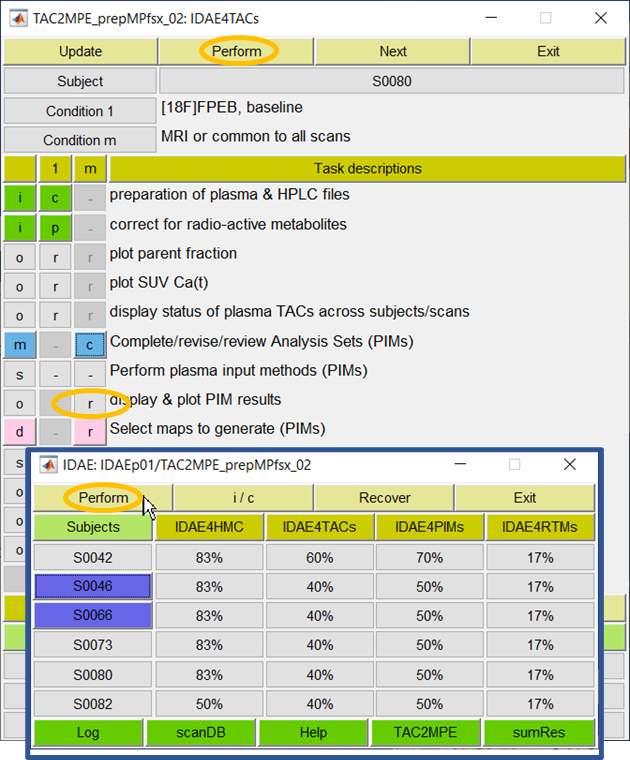 TAC2MPE_prepMPfsx_02: IDAE4TACs
Update Perform Next Exit
Subject S0080
Condition 1 [18F]FPEB, baseline
Condition m MRI or common to all scans
1 m Task descriptions
i c - preparation of plasma & HPLC files
i p - correct for radio-active metabolites
o r r plot parent fraction
o r r plot SUV Ca(t)
o r r display status of plasma TACs across subjects/scans
m - c Complete/revise/review Analysis Sets (PIMs)
s - - Perform plasma input methods (PIMs)
o r display & plot PIM results
d - r Select maps to generate (PIMs)
s
o
o
o
IDAE: IDAEp01/TAC2MPE_prepMPfsx_02
Perform i / c Recover Exit
Subjects IDAE4HMC IDAE4TACs IDAE4PIMs IDAE4RTMs
S0042 83% 60% 70% 17%
S0046 83% 40% 50% 17%
S0066 83% 40% 50% 17%
S0073 83% 40% 50% 17%
S0080 83% 40% 50% 17%
S0082 50% 40% 50% 17%
Log scanDB Help TAC2MPE sumRes